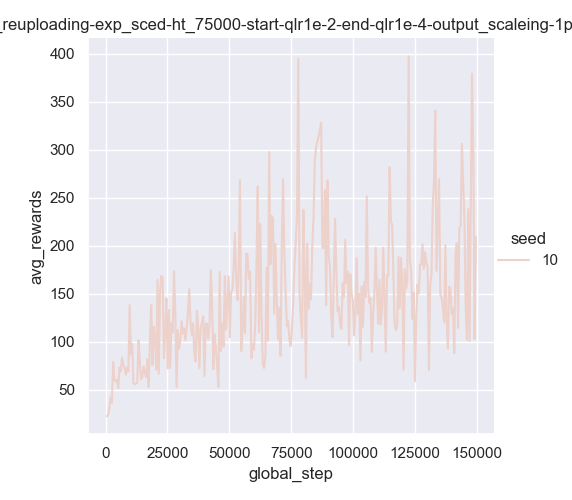 _reuploading-exp_sced-ht_75000-start-qlr1e-2-end-qlr1e-4-output_scaleing-1p
400
350
300
250
200
150
100
50
avg_rewards
0 25000 50000 75000 100000 125000 150000
global_step
seed
10